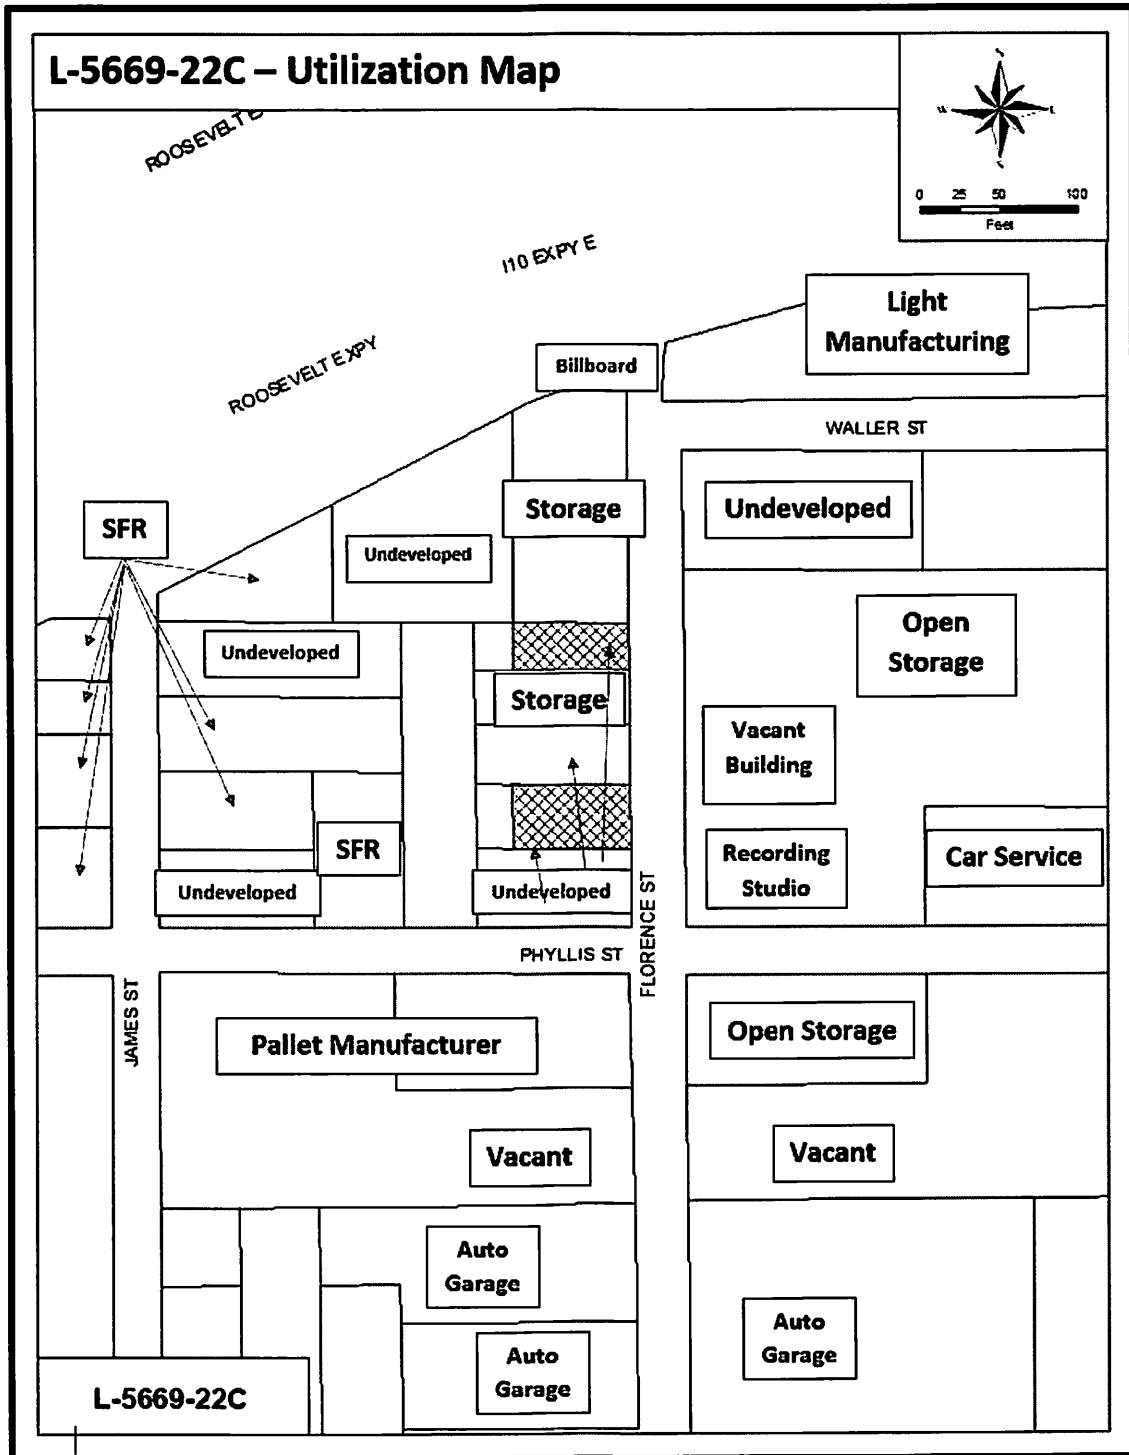 L-5669-22C – Utilization Map
ROOSEVELT E
W
0 25 50 100
Feet
I10 EXPY E
Light
Manufacturing
Billboard
ROOSEVELT EXPY
WALLER ST
SFR
Storage
Undeveloped
Undeveloped
Undeveloped
Open
Storage
Storage
Vacant
Building
SFR
Recording
Studio
Car Service
Undeveloped
Undeveloped
FLORENCE ST
PHYLLIS ST
JAMES ST
Pallet Manufacturer
Open Storage
Vacant
Vacant
Auto
Garage
Auto
Garage
Auto
Garage
L-5669-22C